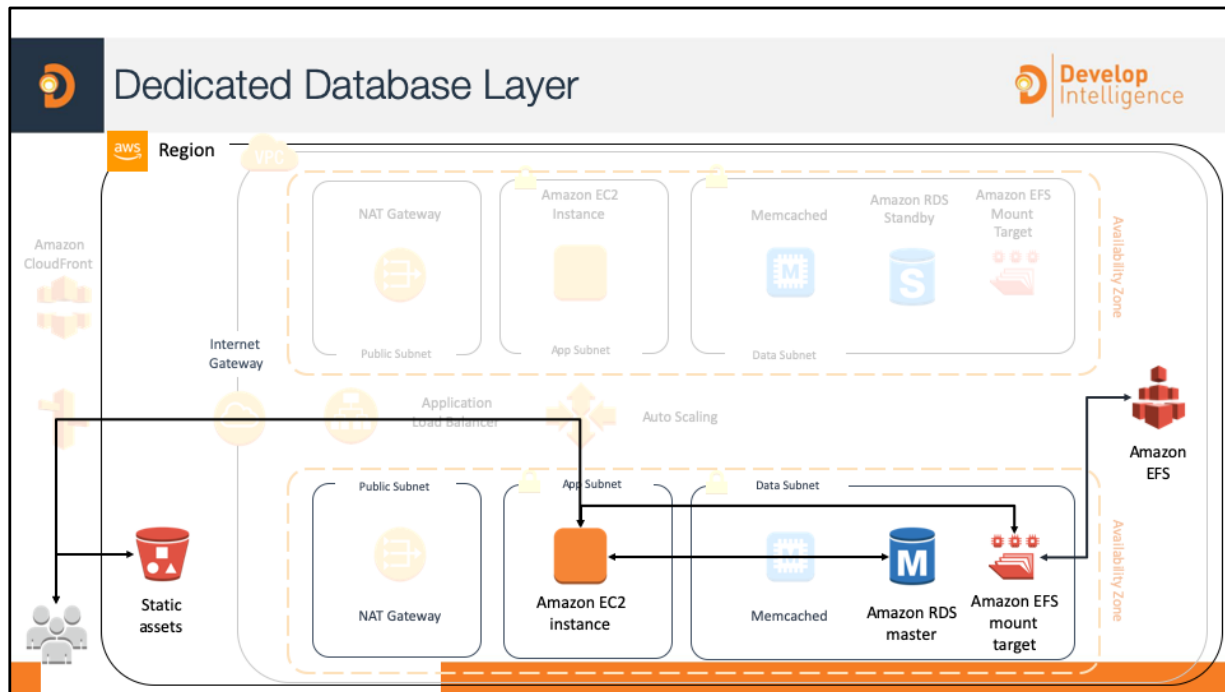 Dedicated Database Layer
Develop
Intelligence
aws
Region
VPC
Amazon
CloudFront
NAT Gateway
Public Subnet
Amazon EC2
Instance
App Subnet
Memcached
M
Amazon RDS
Standby
S
Amazon EFS
Mount
Target
Data Subnet
Availability Zone
Internet
Gateway
Application
Load Balancer
Auto Scaling
Amazon
EFS
Public Subnet
NAT Gateway
App Subnet
Amazon EC2
instance
Data Subnet
M
Memcached
M
Amazon RDS
master
Amazon EFS
mount
target
Availability Zone
Static
assets